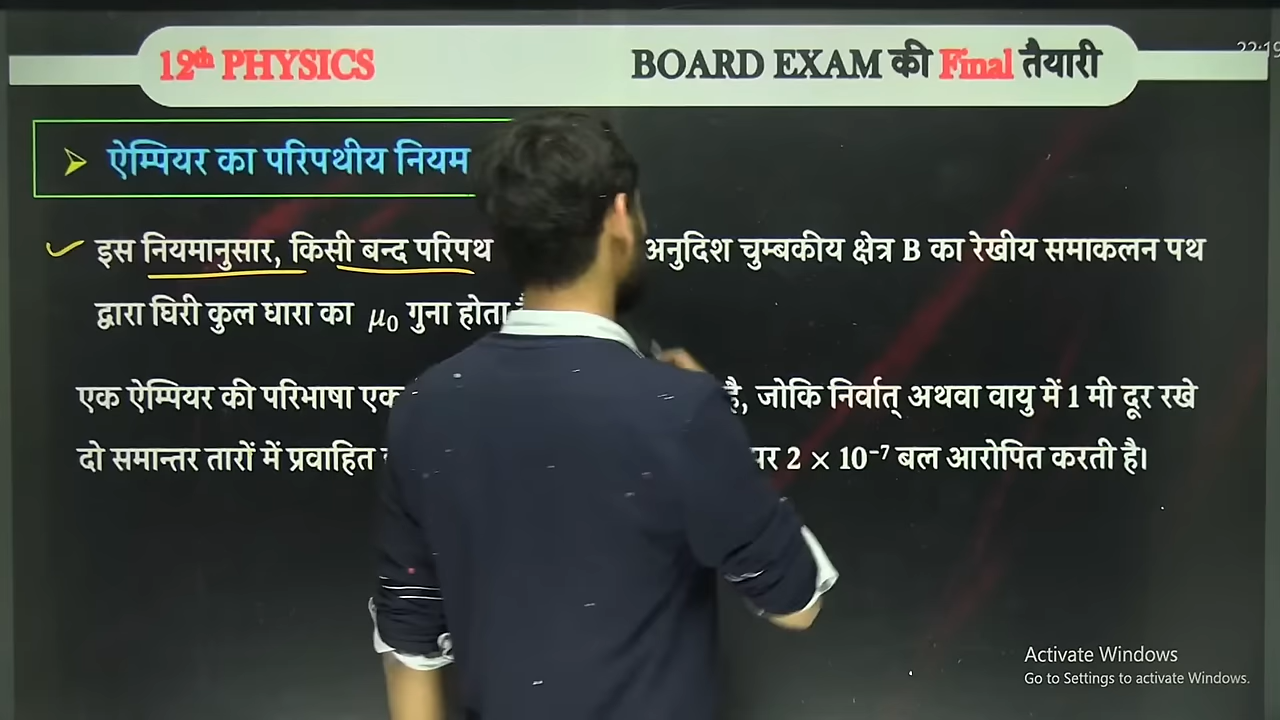 12th PHYSICS
BOARD EXAM की Final तैयारी
22:19
➤ ऐम्पियर का परिपथीय नियम
इस नियमानुसार, किसी बन्द परिपथ अनुदिश चुम्बकीय क्षेत्र B का रेखीय समाकलन पथ
द्वारा घिरी कुल धारा का μ₀ गुना होता
एक ऐम्पियर की परिभाषा एक है, जोकि निर्वात् अथवा वायु में 1 मी दूर रखे
दो समान्तर तारों में प्रवाहित पर 2 × 10⁻⁷ बल आरोपित करती है।
Activate Windows
Go to Settings to activate Windows.